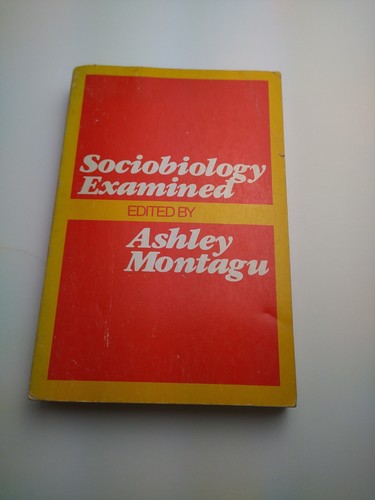 Sociobiology
Examined
EDITED BY
Ashley
Montagu